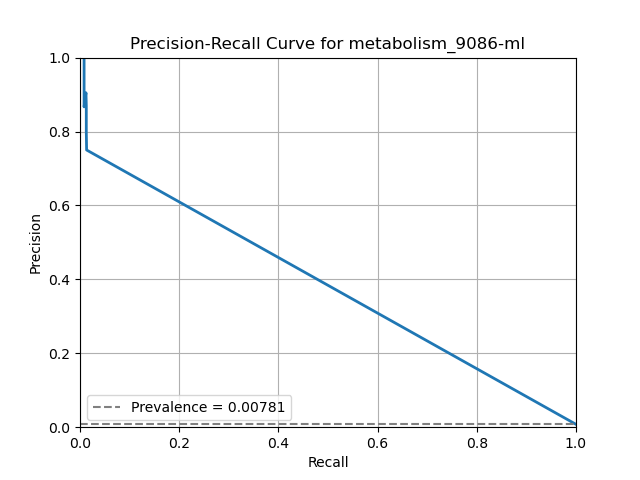 Precision-Recall Curve for metabolism_9086-ml
1.0
0.8
0.6
0.4
0.2
0.0
Precision
Prevalence = 0.00781
0.0 0.2 0.4 0.6 0.8 1.0
Recall